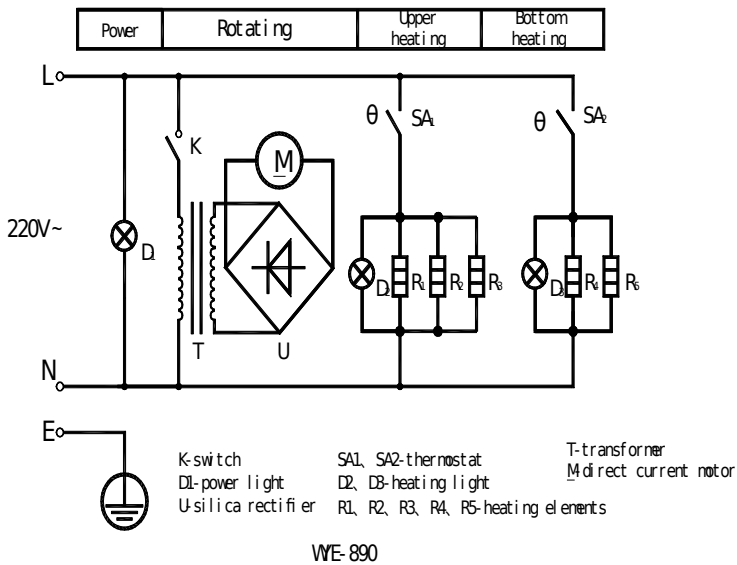 Power Rotating Upper heating Bottom heating
L
θ SA1
θ SA2
K
M
220V~
D1
D2 R1 R2 R3
D3 R4 R5
T U
N
E
K-switch SA1、SA2-thermostat T-transformer
D1-power light D2、D3-heating light M-direct current motor
U-silica rectifier R1、R2、R3、R4、R5-heating elements
WYE-890